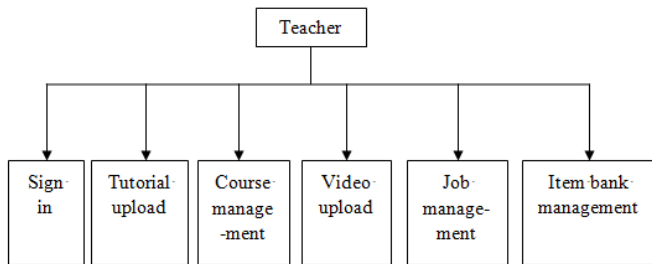 Teacher
Sign
in
Tutorial
upload
Course
manage
-ment
Video
upload
Job
manage-
ment
Item bank
management